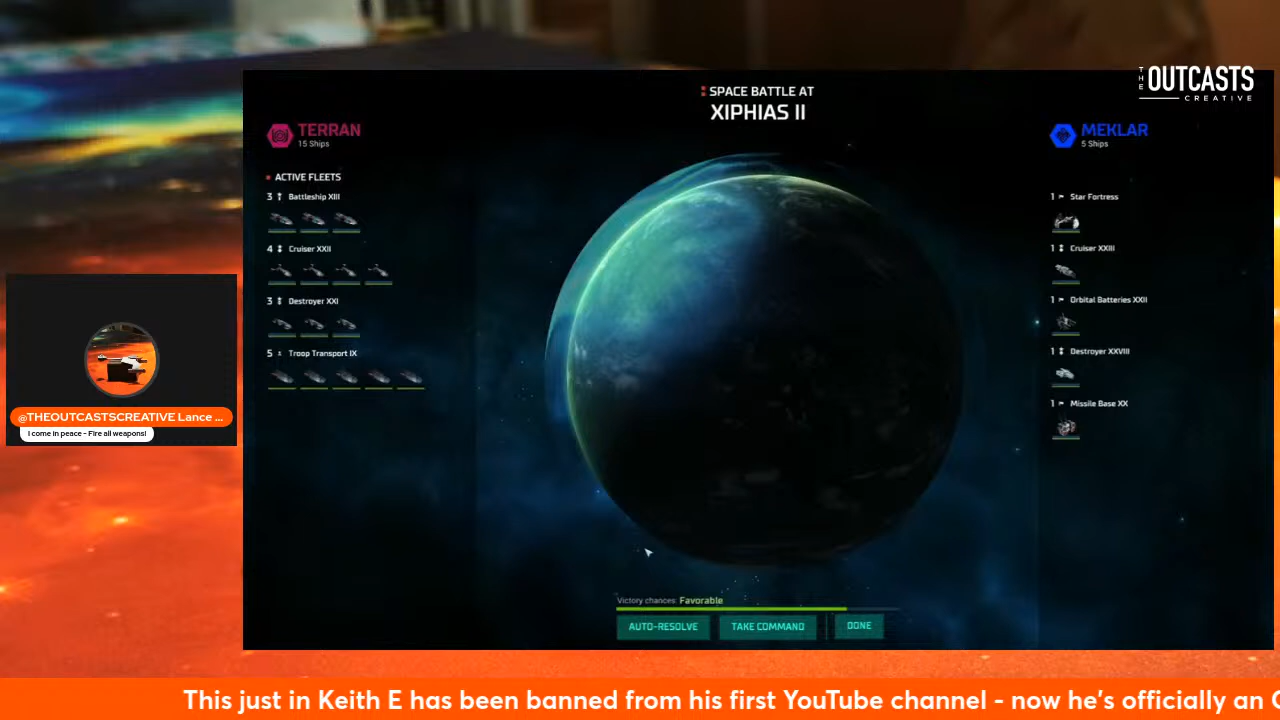 THE OUTCASTS
CREATIVE
SPACE BATTLE AT
XIPHIAS II
TERRAN
15 Ships
ACTIVE FLEETS
3 Battleship XIII
4 Cruiser XXII
3 Destroyer XXI
5 Troop Transport IX
MEKLAR
5 Ships
1 Star Fortress
1 Cruiser XXIII
1 Orbital Batteries XXII
1 Destroyer XXVIII
1 Missile Base XX
@THEOUTCASTSCREATIVE Lance ...
I come in peace - Fire all weapons!
Victory chances: Favorable
AUTO-RESOLVE TAKE COMMAND DONE
This just in Keith E has been banned from his first YouTube channel - now he's officially an